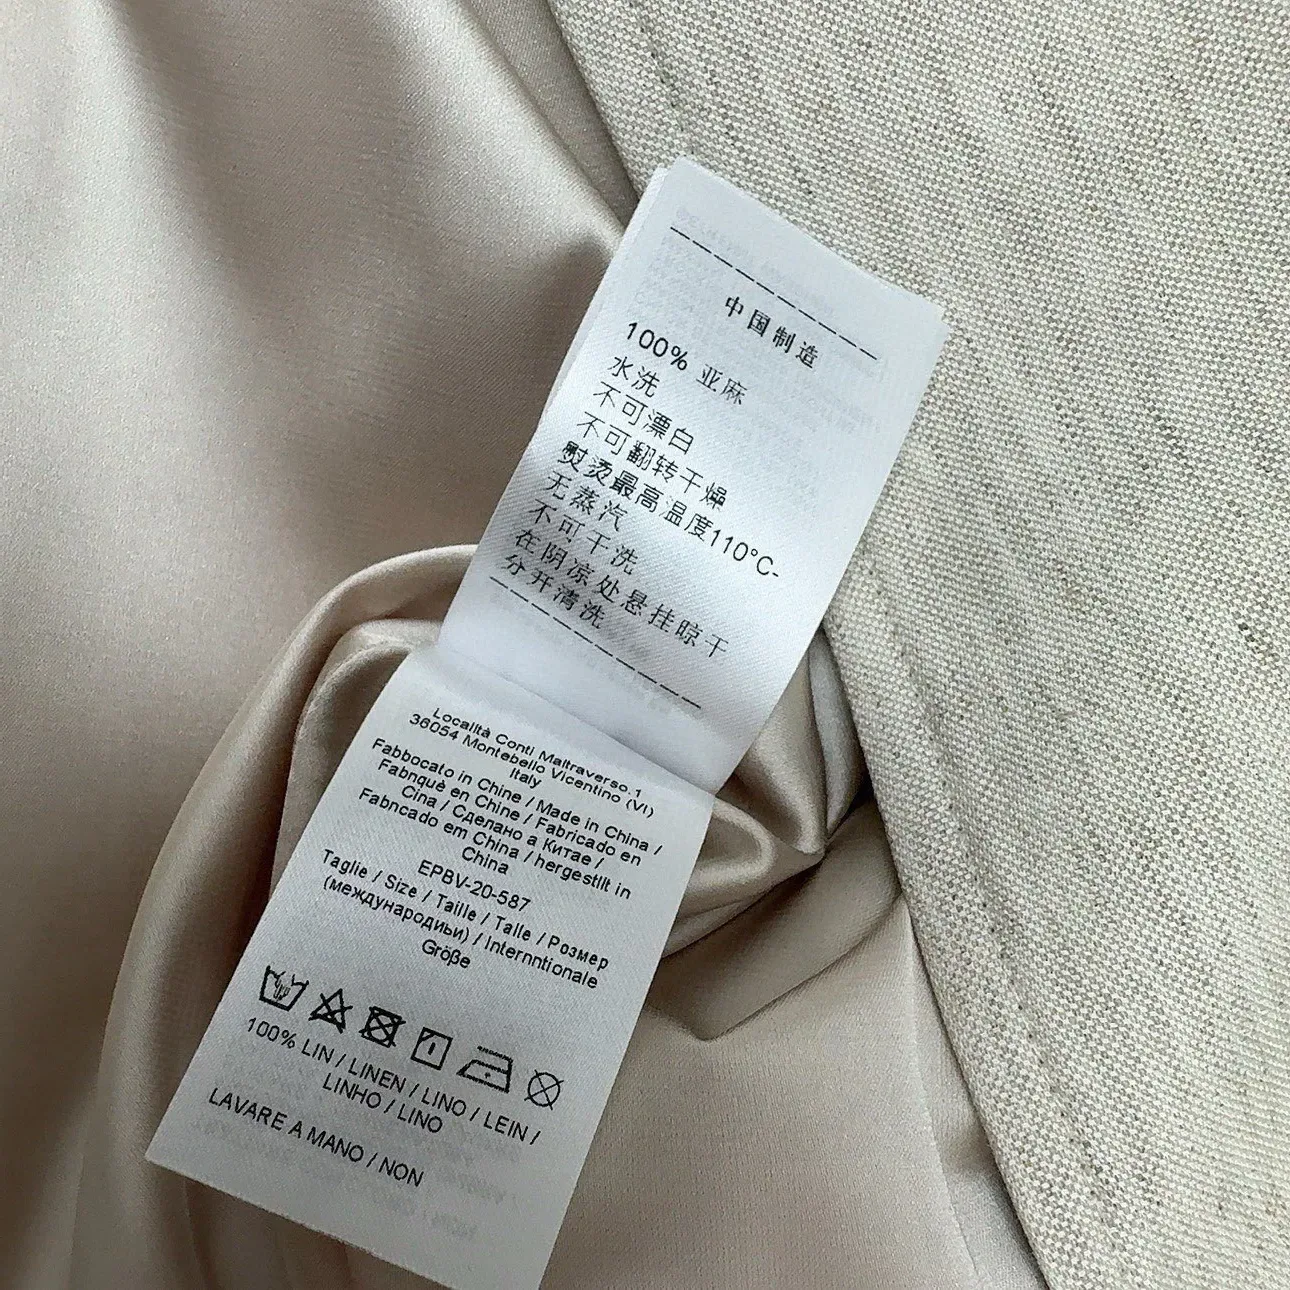 中国制造
100% 亚麻
水洗
不可漂白
不可翻转干燥
熨烫最高温度110°C-
无蒸汽
不可干洗
在阴凉处悬挂晾干
分开清洗
Località Conti Maltraverso.1
36054 Montebello Vicentino (VI)
Italy
Fabbocato in Chine / Made in China /
Fabnquè en Chine / Fabricado en
Cina / Сделано а Китае /
Fabncado em China / hergestilt in
China
EPBV-20-587
Taglie / Size / Taille / Talle / Розмер
(международиьи) / Internntionale
Größe
100% LIN / LINEN / LINO / LEIN /
LINHO / LINO
LAVARE A MANO / NON